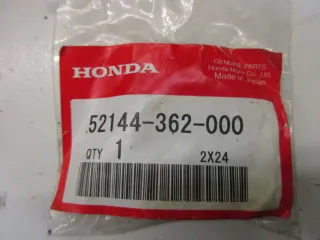 HONDA
GENUINE PARTS
Honda Motor Co., Ltd.
Made in Japan
52144-362-000
QTY 1 2X24